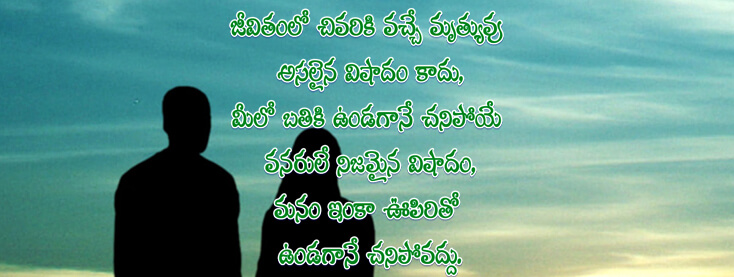 జీవితంలో చివరికి వచ్చే మృత్యువు
అసలైన విషాదం కాదు,
మీలో బతికి ఉండగానే చనిపోయే
వనరులే నిజమైన విషాదం,
మనం ఇంకా ఊపిరితో
ఉండగానే చనిపోవద్దు.